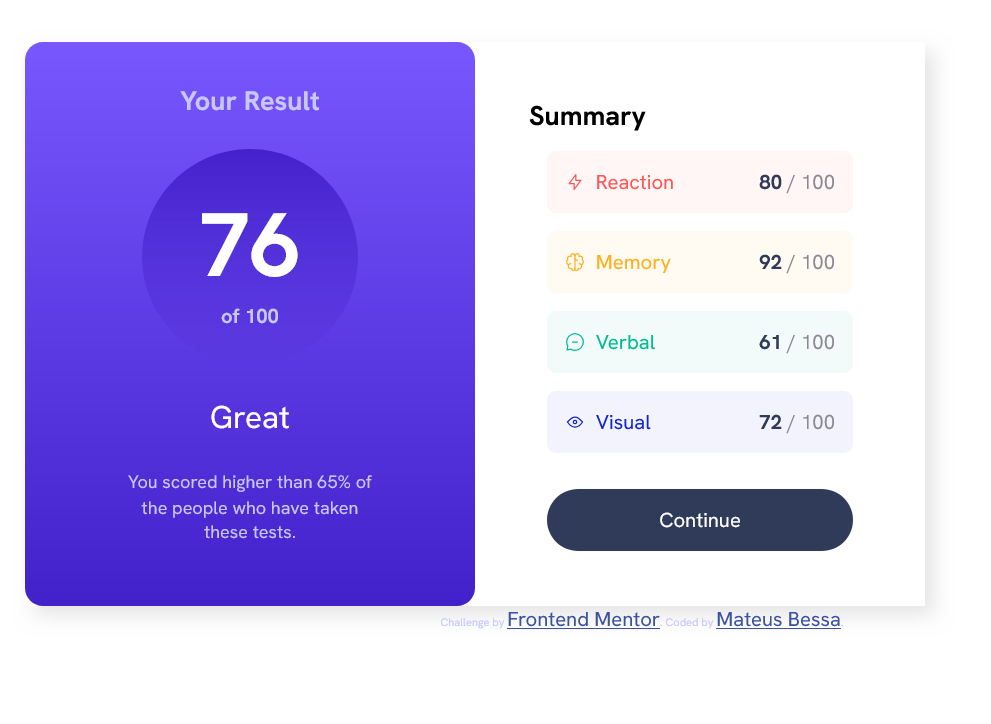 Your Result
76
of 100
Great
You scored higher than 65% of
the people who have taken
these tests.
Summary
Reaction 80 / 100
Memory 92 / 100
Verbal 61 / 100
Visual 72 / 100
Continue
Challenge by Frontend Mentor. Coded by Mateus Bessa.